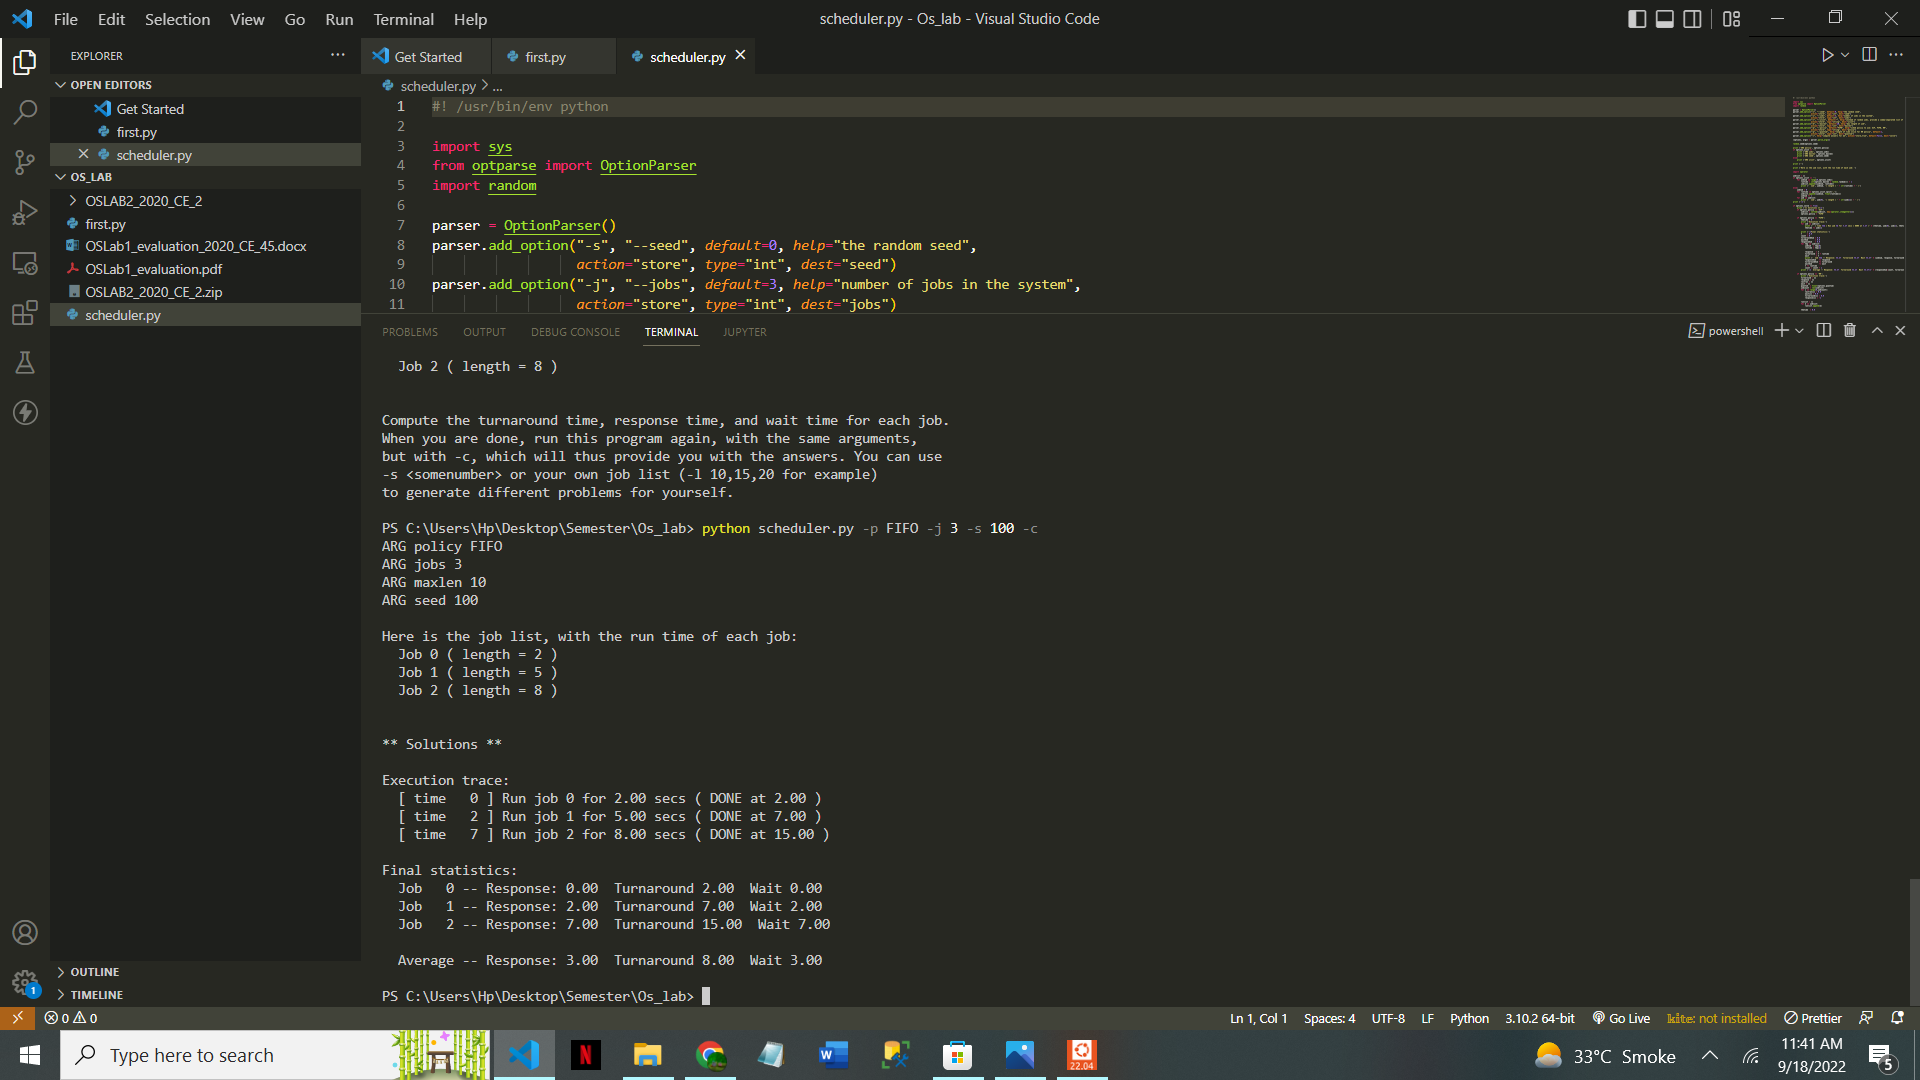 File Edit Selection View Go Run Terminal Help
scheduler.py - Os_lab - Visual Studio Code
EXPLORER
OPEN EDITORS
Get Started
first.py
scheduler.py
OS_LAB
OSLAB2_2020_CE_2
first.py
OSLab1_evaluation_2020_CE_45.docx
OSLab1_evaluation.pdf
OSLAB2_2020_CE_2.zip
scheduler.py
OUTLINE
TIMELINE
Get Started first.py scheduler.py
scheduler.py > ...
1 #! /usr/bin/env python
2
3 import sys
4 from optparse import OptionParser
5 import random
6
7 parser = OptionParser()
8 parser.add_option("-s", "--seed", default=0, help="the random seed",
9 action="store", type="int", dest="seed")
10 parser.add_option("-j", "--jobs", default=3, help="number of jobs in the system",
11 action="store", type="int", dest="jobs")
PROBLEMS OUTPUT DEBUG CONSOLE TERMINAL JUPYTER
powershell
Job 2 ( length = 8 )
Compute the turnaround time, response time, and wait time for each job.
When you are done, run this program again, with the same arguments,
but with -c, which will thus provide you with the answers. You can use
-s <somenumber> or your own job list (-l 10,15,20 for example)
to generate different problems for yourself.
PS C:\Users\Hp\Desktop\Semester\Os_lab> python scheduler.py -p FIFO -j 3 -s 100 -c
ARG policy FIFO
ARG jobs 3
ARG maxlen 10
ARG seed 100
Here is the job list, with the run time of each job:
Job 0 ( length = 2 )
Job 1 ( length = 5 )
Job 2 ( length = 8 )
** Solutions **
Execution trace:
[ time 0 ] Run job 0 for 2.00 secs ( DONE at 2.00 )
[ time 2 ] Run job 1 for 5.00 secs ( DONE at 7.00 )
[ time 7 ] Run job 2 for 8.00 secs ( DONE at 15.00 )
Final statistics:
Job 0 -- Response: 0.00 Turnaround 2.00 Wait 0.00
Job 1 -- Response: 2.00 Turnaround 7.00 Wait 2.00
Job 2 -- Response: 7.00 Turnaround 15.00 Wait 7.00
Average -- Response: 3.00 Turnaround 8.00 Wait 3.00
PS C:\Users\Hp\Desktop\Semester\Os_lab>
1
0 0 Ln 1, Col 1 Spaces: 4 UTF-8 LF Python 3.10.2 64-bit Go Live kite: not installed Prettier
Type here to search
N
W
22.04
33°C Smoke
11:41 AM
9/18/2022
5